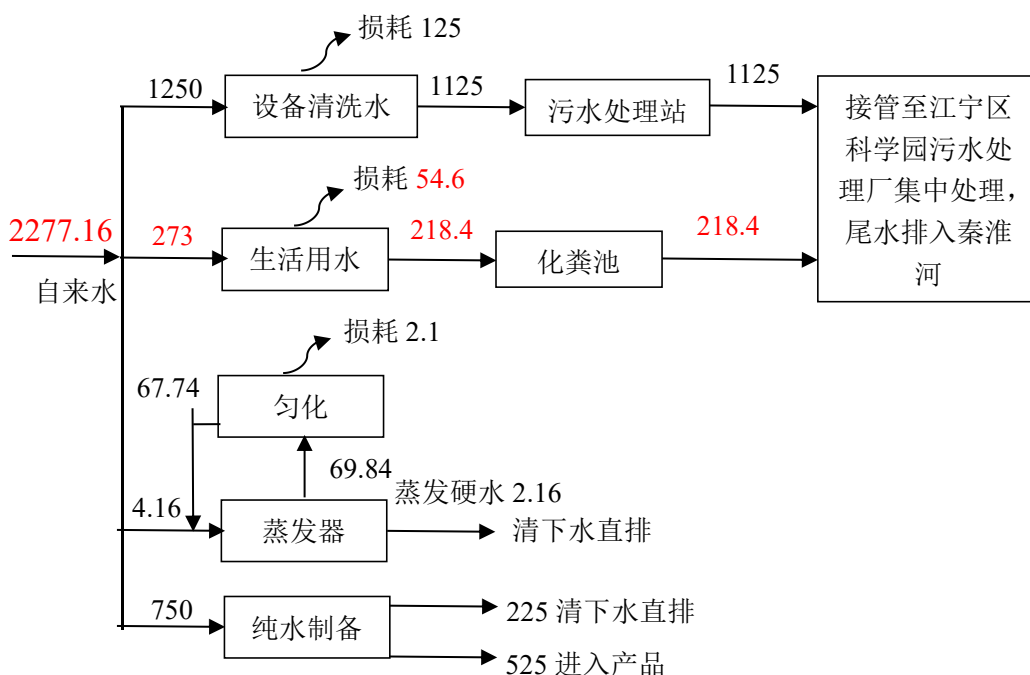 损耗 125
1250
设备清洗水
1125
污水处理站
1125
接管至江宁区
科学园污水处
理厂集中处理，
尾水排入秦淮
河
损耗 54.6
2277.16
自来水
273
生活用水
218.4
化粪池
218.4
损耗 2.1
67.74
匀化
69.84
蒸发硬水 2.16
4.16
蒸发器
清下水直排
750
纯水制备
225 清下水直排
525 进入产品